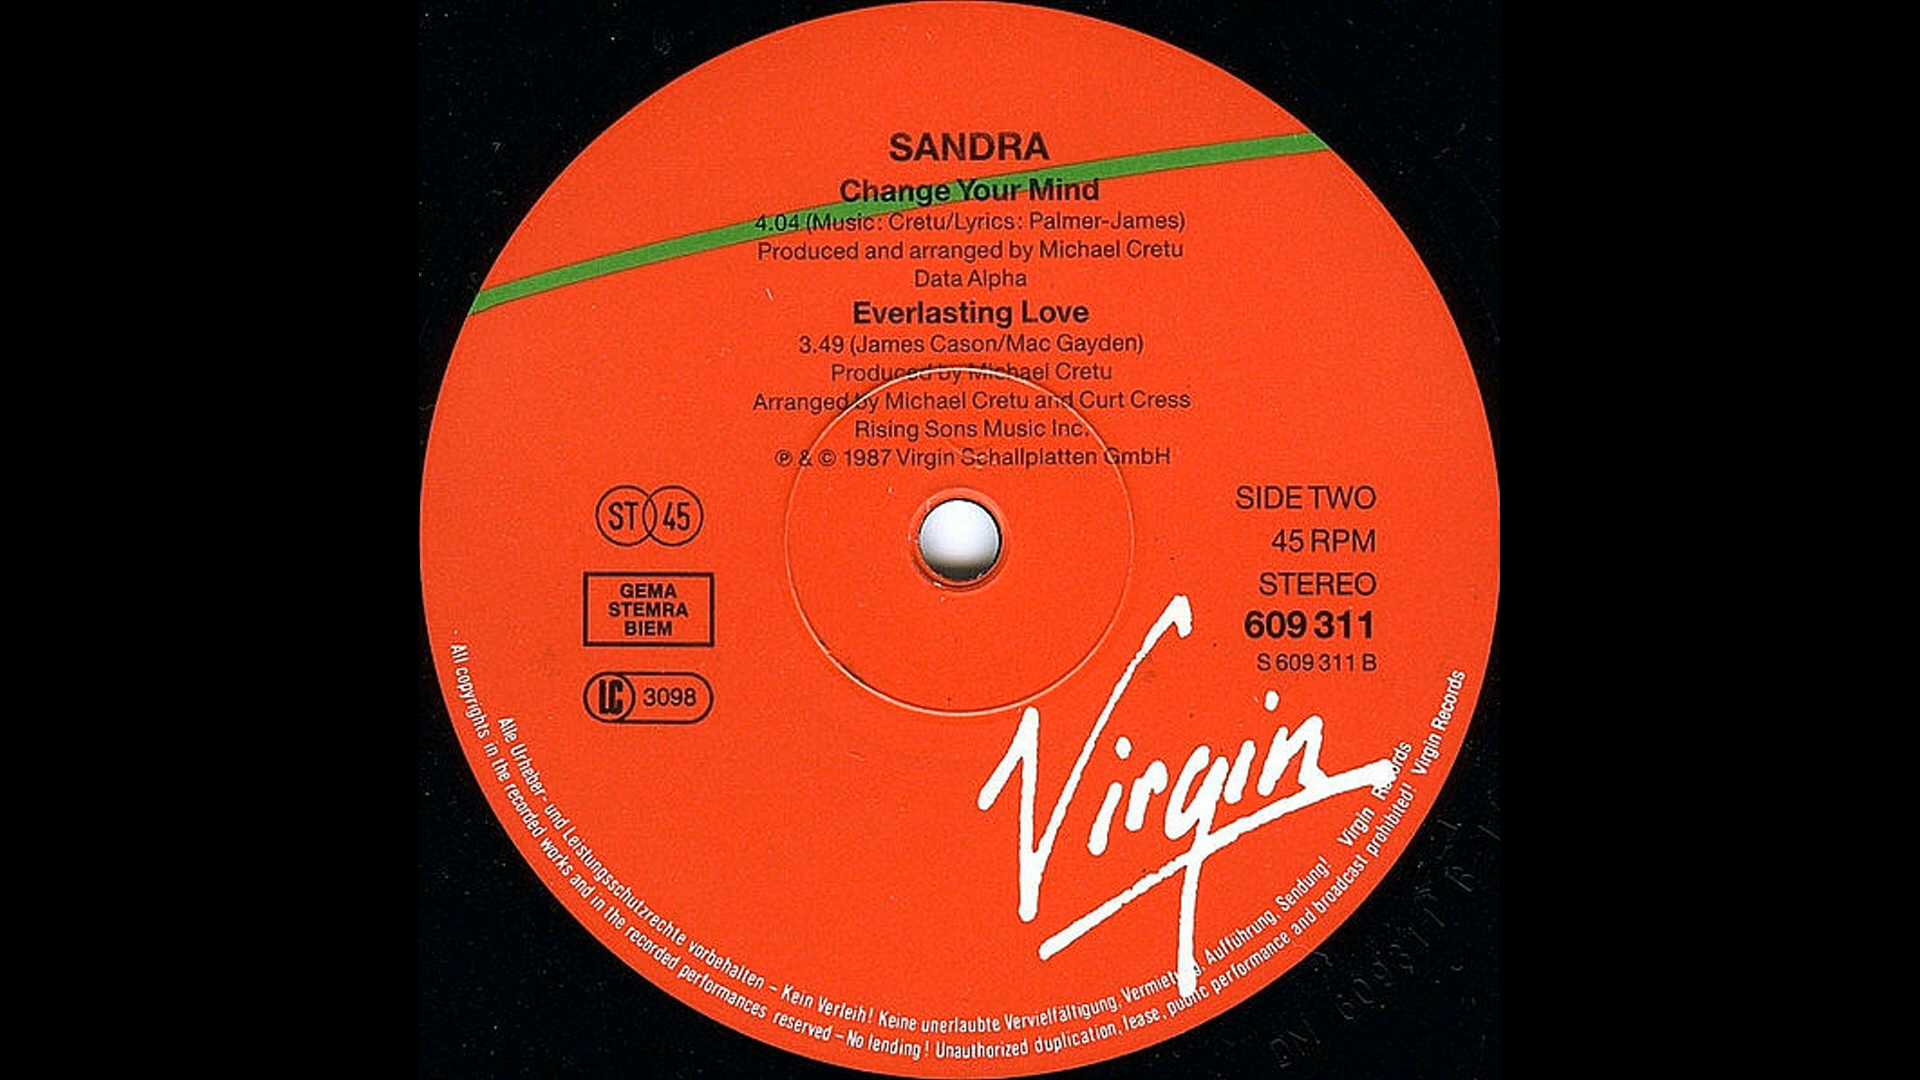 SANDRA
Change Your Mind
4.04 (Music: Cretu/Lyrics: Palmer-James)
Produced and arranged by Michael Cretu
Data Alpha
Everlasting Love
3.49 (James Cason/Mac Gayden)
Produced by Michael Cretu
Arranged by Michael Cretu and Curt Cress
Rising Sons Music Inc.
℗ & © 1987 Virgin Schallplatten GmbH
ST 45
GEMA
STEMRA
BIEM
LC 3098
SIDE TWO
45 RPM
STEREO
609 311
S 609 311 B
Virgin
Alle Urheber- und Leistungsschutzrechte vorbehalten – Kein Verleih! Keine unerlaubte Vervielfältigung, Vermietung, Aufführung, Sendung! Virgin Records
All copyrights in the recorded works and in the recorded performances reserved – No lending! Unauthorized duplication, lease, public performance and broadcast prohibited! Virgin Records